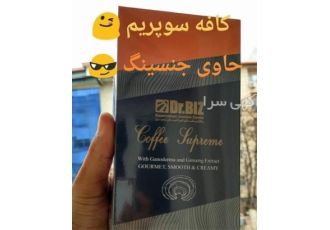 کافه سوپریم
حاوی جنسینگ
Dr.BIZ
Coffee Supreme
With Ganoderma and Ginseng Extract
GOURMET, SMOOTH & CREAMY